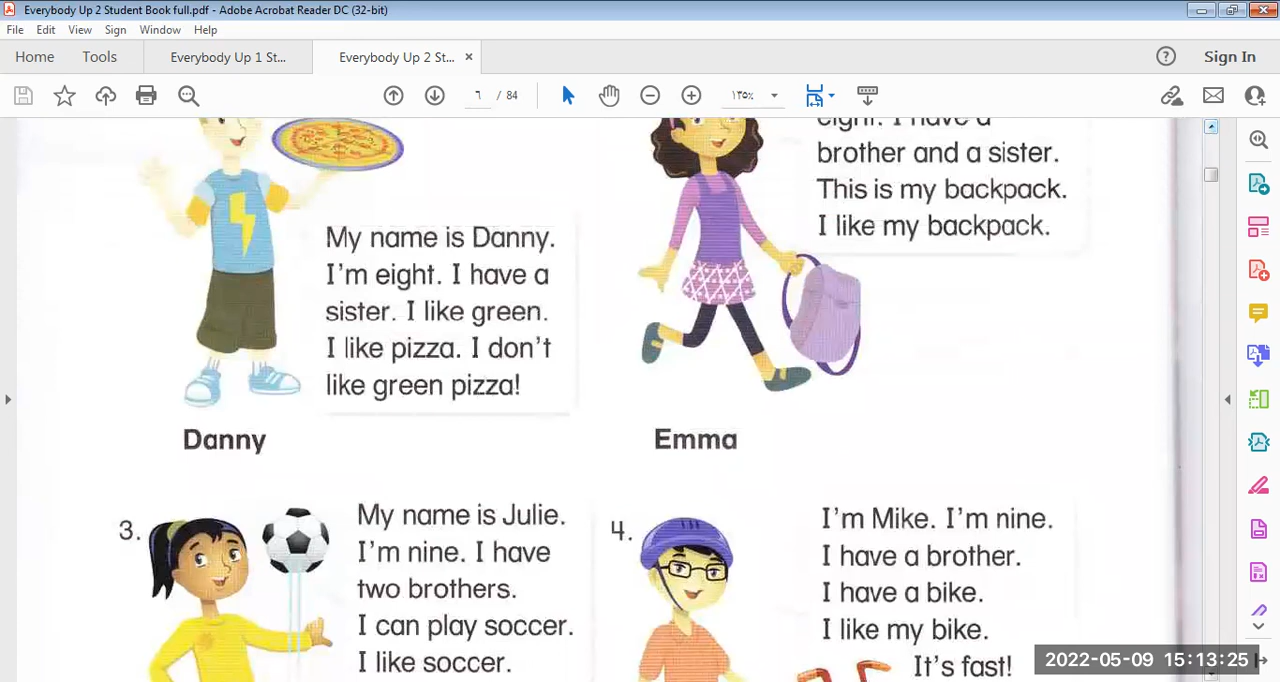 Everybody Up 2 Student Book full.pdf - Adobe Acrobat Reader DC (32-bit)
File Edit View Sign Window Help
Home Tools Everybody Up 1 St... Everybody Up 2 St... ×
Sign In
٦ / 84
١٣٥%
eight. I have a
brother and a sister.
This is my backpack.
I like my backpack.
My name is Danny.
I'm eight. I have a
sister. I like green.
I like pizza. I don't
like green pizza!
Danny
Emma
3.
My name is Julie.
I'm nine. I have
two brothers.
I can play soccer.
I like soccer.
4.
I'm Mike. I'm nine.
I have a brother.
I have a bike.
I like my bike.
It's fast!
2022-05-09 15:13:25